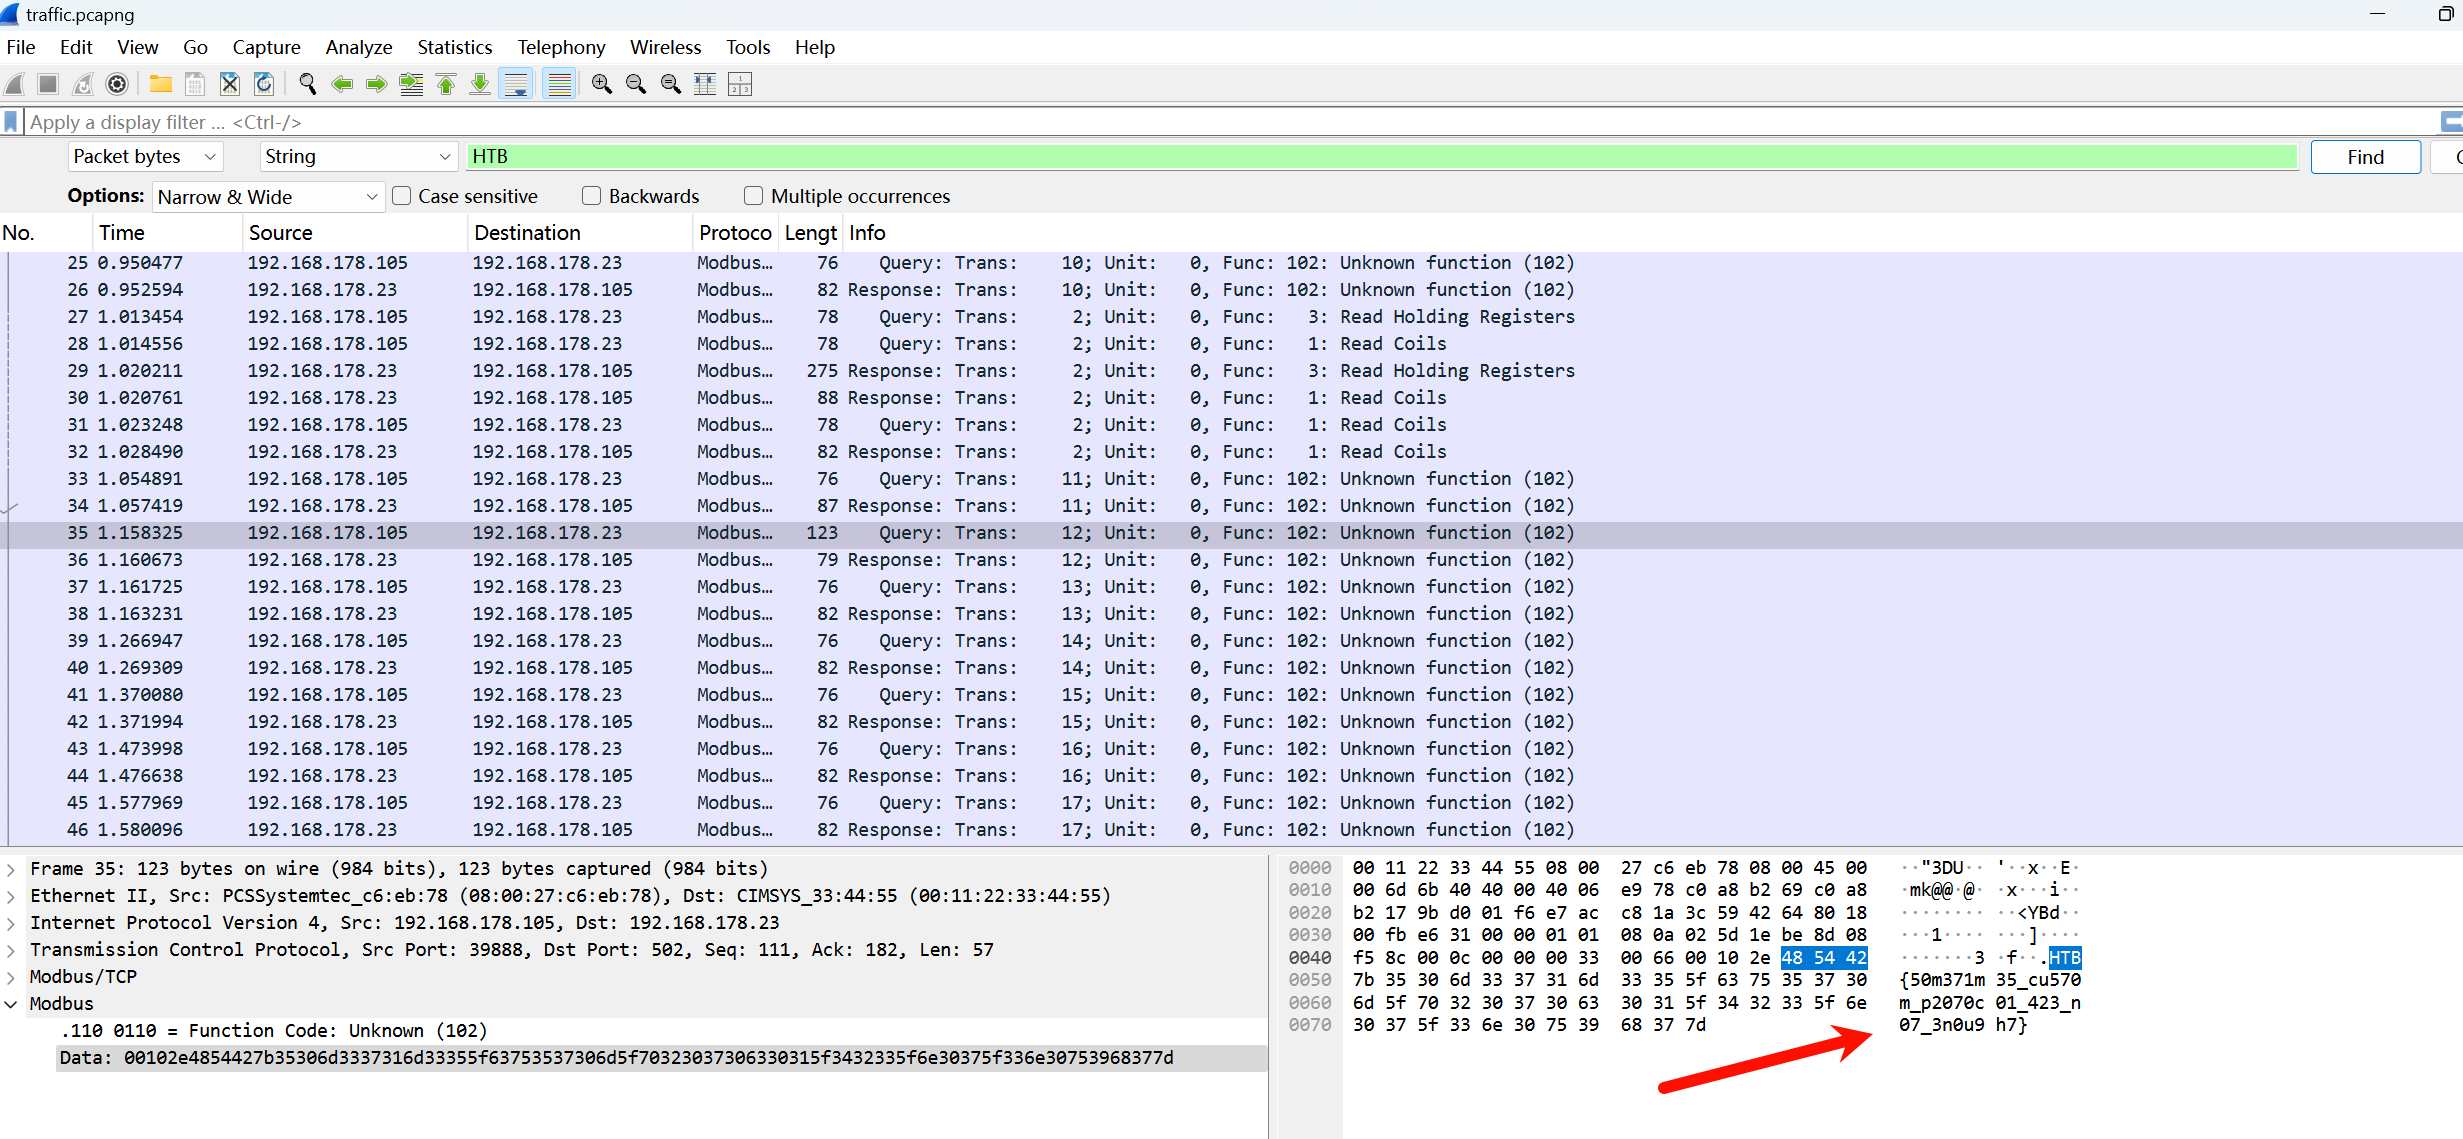 traffic.pcapng
File Edit View Go Capture Analyze Statistics Telephony Wireless Tools Help
Apply a display filter ... <Ctrl-/>
Packet bytes String HTB Find
Options: Narrow & Wide Case sensitive Backwards Multiple occurrences
No. Time Source Destination Protoco Lengt Info
25 0.950477 192.168.178.105 192.168.178.23 Modbus… 76 Query: Trans: 10; Unit: 0, Func: 102: Unknown function (102)
26 0.952594 192.168.178.23 192.168.178.105 Modbus… 82 Response: Trans: 10; Unit: 0, Func: 102: Unknown function (102)
27 1.013454 192.168.178.105 192.168.178.23 Modbus… 78 Query: Trans: 2; Unit: 0, Func: 3: Read Holding Registers
28 1.014556 192.168.178.105 192.168.178.23 Modbus… 78 Query: Trans: 2; Unit: 0, Func: 1: Read Coils
29 1.020211 192.168.178.23 192.168.178.105 Modbus… 275 Response: Trans: 2; Unit: 0, Func: 3: Read Holding Registers
30 1.020761 192.168.178.23 192.168.178.105 Modbus… 88 Response: Trans: 2; Unit: 0, Func: 1: Read Coils
31 1.023248 192.168.178.105 192.168.178.23 Modbus… 78 Query: Trans: 2; Unit: 0, Func: 1: Read Coils
32 1.028490 192.168.178.23 192.168.178.105 Modbus… 82 Response: Trans: 2; Unit: 0, Func: 1: Read Coils
33 1.054891 192.168.178.105 192.168.178.23 Modbus… 76 Query: Trans: 11; Unit: 0, Func: 102: Unknown function (102)
34 1.057419 192.168.178.23 192.168.178.105 Modbus… 87 Response: Trans: 11; Unit: 0, Func: 102: Unknown function (102)
35 1.158325 192.168.178.105 192.168.178.23 Modbus… 123 Query: Trans: 12; Unit: 0, Func: 102: Unknown function (102)
36 1.160673 192.168.178.23 192.168.178.105 Modbus… 79 Response: Trans: 12; Unit: 0, Func: 102: Unknown function (102)
37 1.161725 192.168.178.105 192.168.178.23 Modbus… 76 Query: Trans: 13; Unit: 0, Func: 102: Unknown function (102)
38 1.163231 192.168.178.23 192.168.178.105 Modbus… 82 Response: Trans: 13; Unit: 0, Func: 102: Unknown function (102)
39 1.266947 192.168.178.105 192.168.178.23 Modbus… 76 Query: Trans: 14; Unit: 0, Func: 102: Unknown function (102)
40 1.269309 192.168.178.23 192.168.178.105 Modbus… 82 Response: Trans: 14; Unit: 0, Func: 102: Unknown function (102)
41 1.370080 192.168.178.105 192.168.178.23 Modbus… 76 Query: Trans: 15; Unit: 0, Func: 102: Unknown function (102)
42 1.371994 192.168.178.23 192.168.178.105 Modbus… 82 Response: Trans: 15; Unit: 0, Func: 102: Unknown function (102)
43 1.473998 192.168.178.105 192.168.178.23 Modbus… 76 Query: Trans: 16; Unit: 0, Func: 102: Unknown function (102)
44 1.476638 192.168.178.23 192.168.178.105 Modbus… 82 Response: Trans: 16; Unit: 0, Func: 102: Unknown function (102)
45 1.577969 192.168.178.105 192.168.178.23 Modbus… 76 Query: Trans: 17; Unit: 0, Func: 102: Unknown function (102)
46 1.580096 192.168.178.23 192.168.178.105 Modbus… 82 Response: Trans: 17; Unit: 0, Func: 102: Unknown function (102)
Frame 35: 123 bytes on wire (984 bits), 123 bytes captured (984 bits)
Ethernet II, Src: PCSSystemtec_c6:eb:78 (08:00:27:c6:eb:78), Dst: CIMSYS_33:44:55 (00:11:22:33:44:55)
Internet Protocol Version 4, Src: 192.168.178.105, Dst: 192.168.178.23
Transmission Control Protocol, Src Port: 39888, Dst Port: 502, Seq: 111, Ack: 182, Len: 57
Modbus/TCP
Modbus
.110 0110 = Function Code: Unknown (102)
Data: 00102e4854427b35306d3337316d33355f63753537306d5f70323037306330315f3432335f6e30375f336e30753968377d
0000 00 11 22 33 44 55 08 00 27 c6 eb 78 08 00 45 00 ··"3DU·· '··x··E·
0010 00 6d 6b 40 40 00 40 06 e9 78 c0 a8 b2 69 c0 a8 ·mk@@·@· ·x···i··
0020 b2 17 9b d0 01 f6 e7 ac c8 1a 3c 59 42 64 80 18 ········ ··<YBd··
0030 00 fb e6 31 00 00 01 01 08 0a 02 5d 1e be 8d 08 ···1···· ···]····
0040 f5 8c 00 0c 00 00 00 33 00 66 00 10 2e 48 54 42 ·······3 ·f··.HTB
0050 7b 35 30 6d 33 37 31 6d 33 35 5f 63 75 35 37 30 {50m371m 35_cu570
0060 6d 5f 70 32 30 37 30 63 30 31 5f 34 32 33 5f 6e m_p2070c 01_423_n
0070 30 37 5f 33 6e 30 75 39 68 37 7d 07_3n0u9 h7}